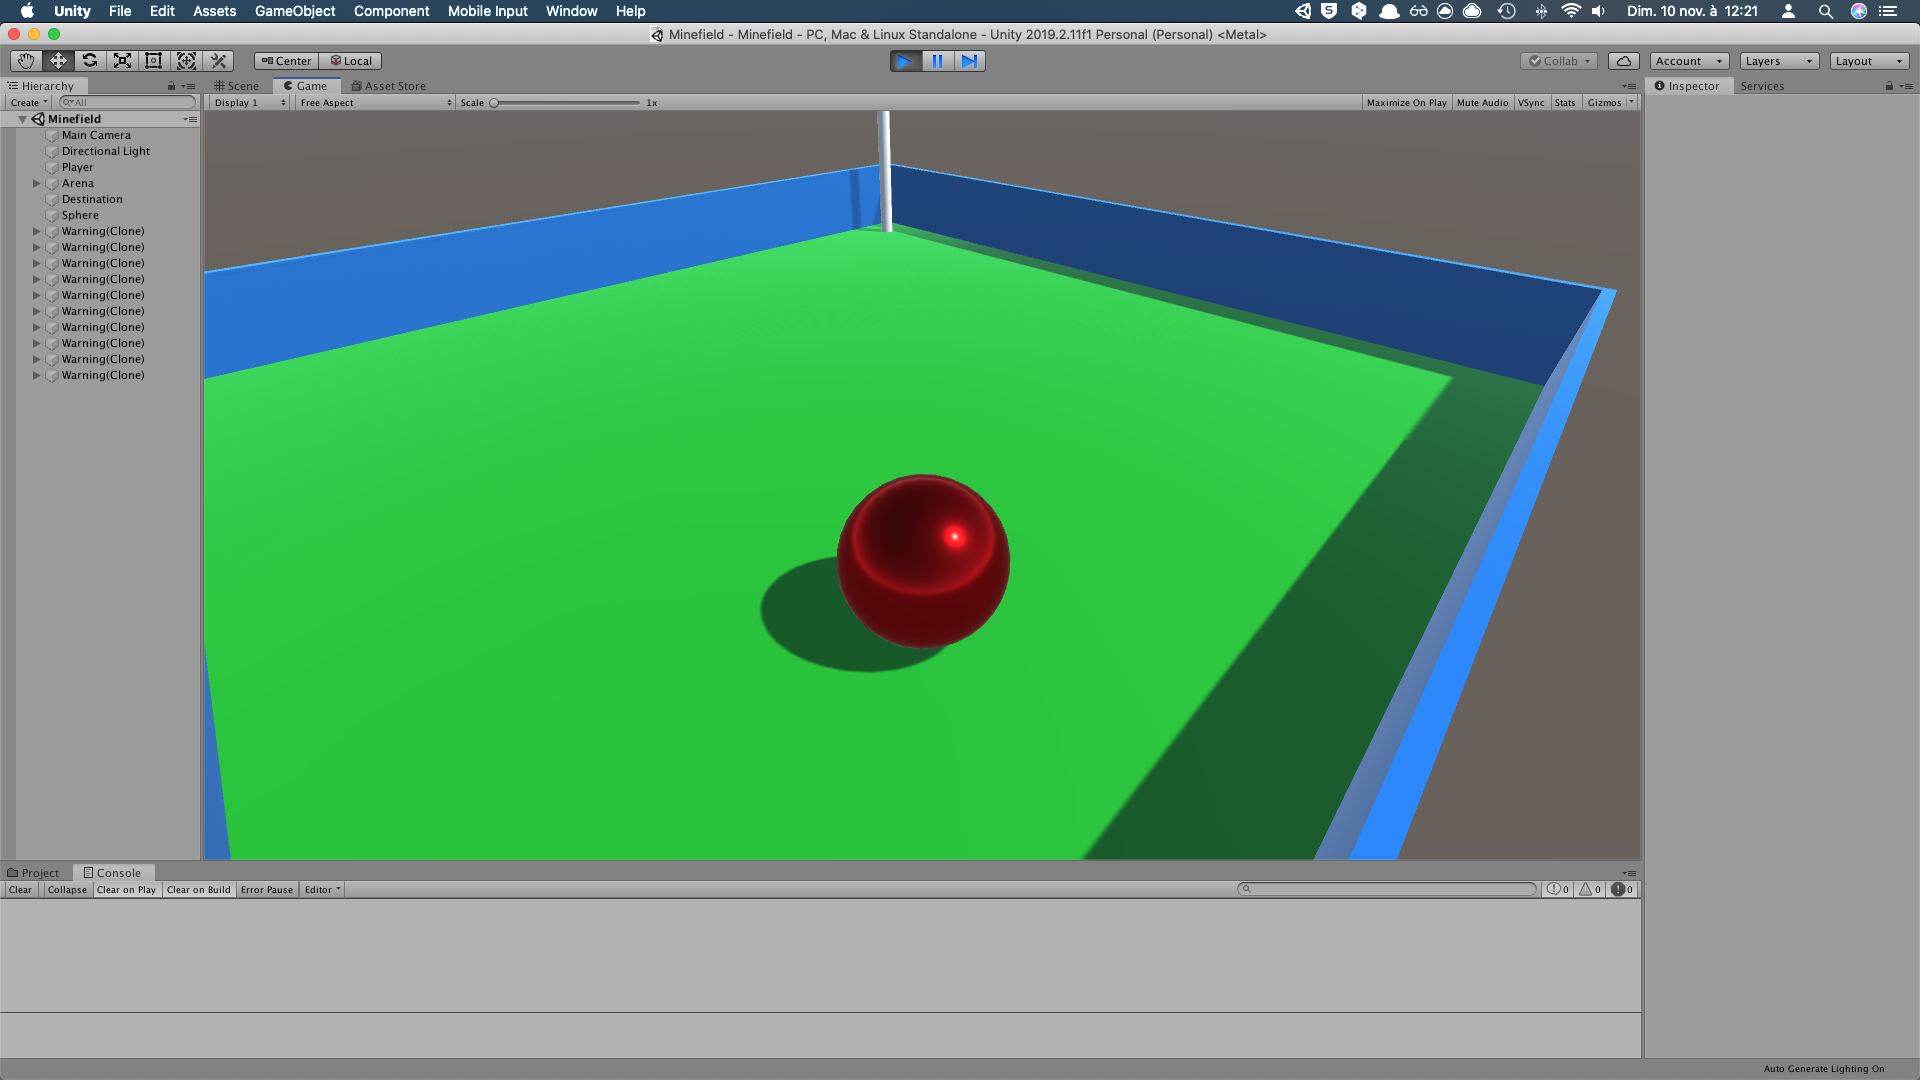 Unity File Edit Assets GameObject Component Mobile Input Window Help Dim. 10 nov. à 12:21
Minefield - Minefield - PC, Mac & Linux Standalone - Unity 2019.2.11f1 Personal (Personal) <Metal>
Center Local Collab Account Layers Layout
Hierarchy Scene Game Asset Store Inspector Services
Create All Display 1 Free Aspect Scale 1x Maximize On Play Mute Audio VSync Stats Gizmos
Minefield
Main Camera
Directional Light
Player
Arena
Destination
Sphere
Warning(Clone)
Warning(Clone)
Warning(Clone)
Warning(Clone)
Warning(Clone)
Warning(Clone)
Warning(Clone)
Warning(Clone)
Warning(Clone)
Warning(Clone)
Project Console
Clear Collapse Clear on Play Clear on Build Error Pause Editor 0 0 0
Auto Generate Lighting On